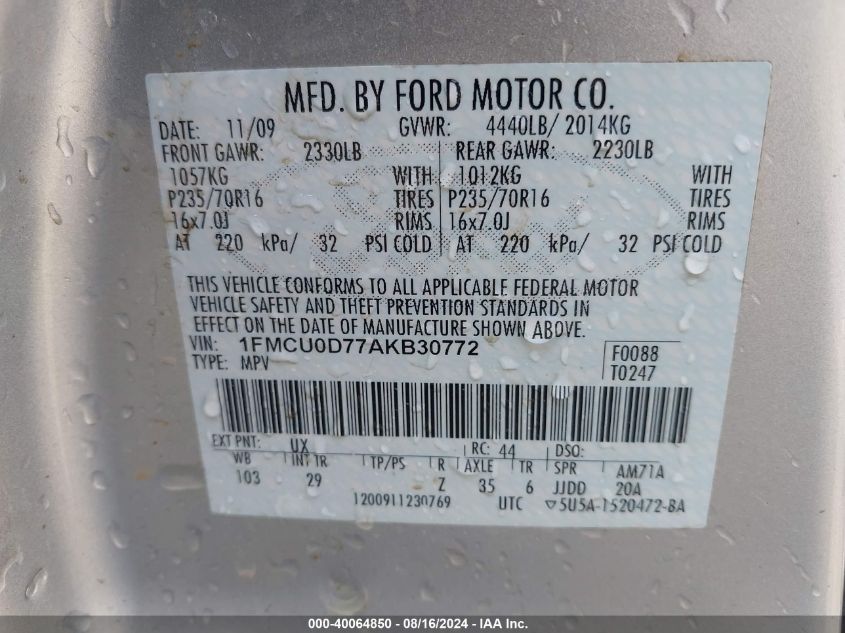 MFD. BY FORD MOTOR CO.
DATE: 11/09 GVWR: 4440LB/ 2014KG
FRONT GAWR: 2330LB REAR GAWR: 2230LB
1057KG WITH 1012KG WITH
P235/70R16 TIRES P235/70R16 TIRES
16x7.0J RIMS 16x7.0J RIMS
AT 220 kPa/ 32 PSI COLD AT 220 kPa/ 32 PSI COLD
THIS VEHICLE CONFORMS TO ALL APPLICABLE FEDERAL MOTOR
VEHICLE SAFETY AND THEFT PREVENTION STANDARDS IN
EFFECT ON THE DATE OF MANUFACTURE SHOWN ABOVE.
VIN: 1FMCU0D77AKB30772
TYPE: MPV
F0088
T0247
EXT PNT: UX RC: 44 DSO:
WB INT TR TP/PS R AXLE TR SPR AM71A
103 29 Z 35 6 JJDD 20A
1200911230769 UTC ▽5U5A-1520472-BA
000-40064850 - 08/16/2024 - IAA Inc.